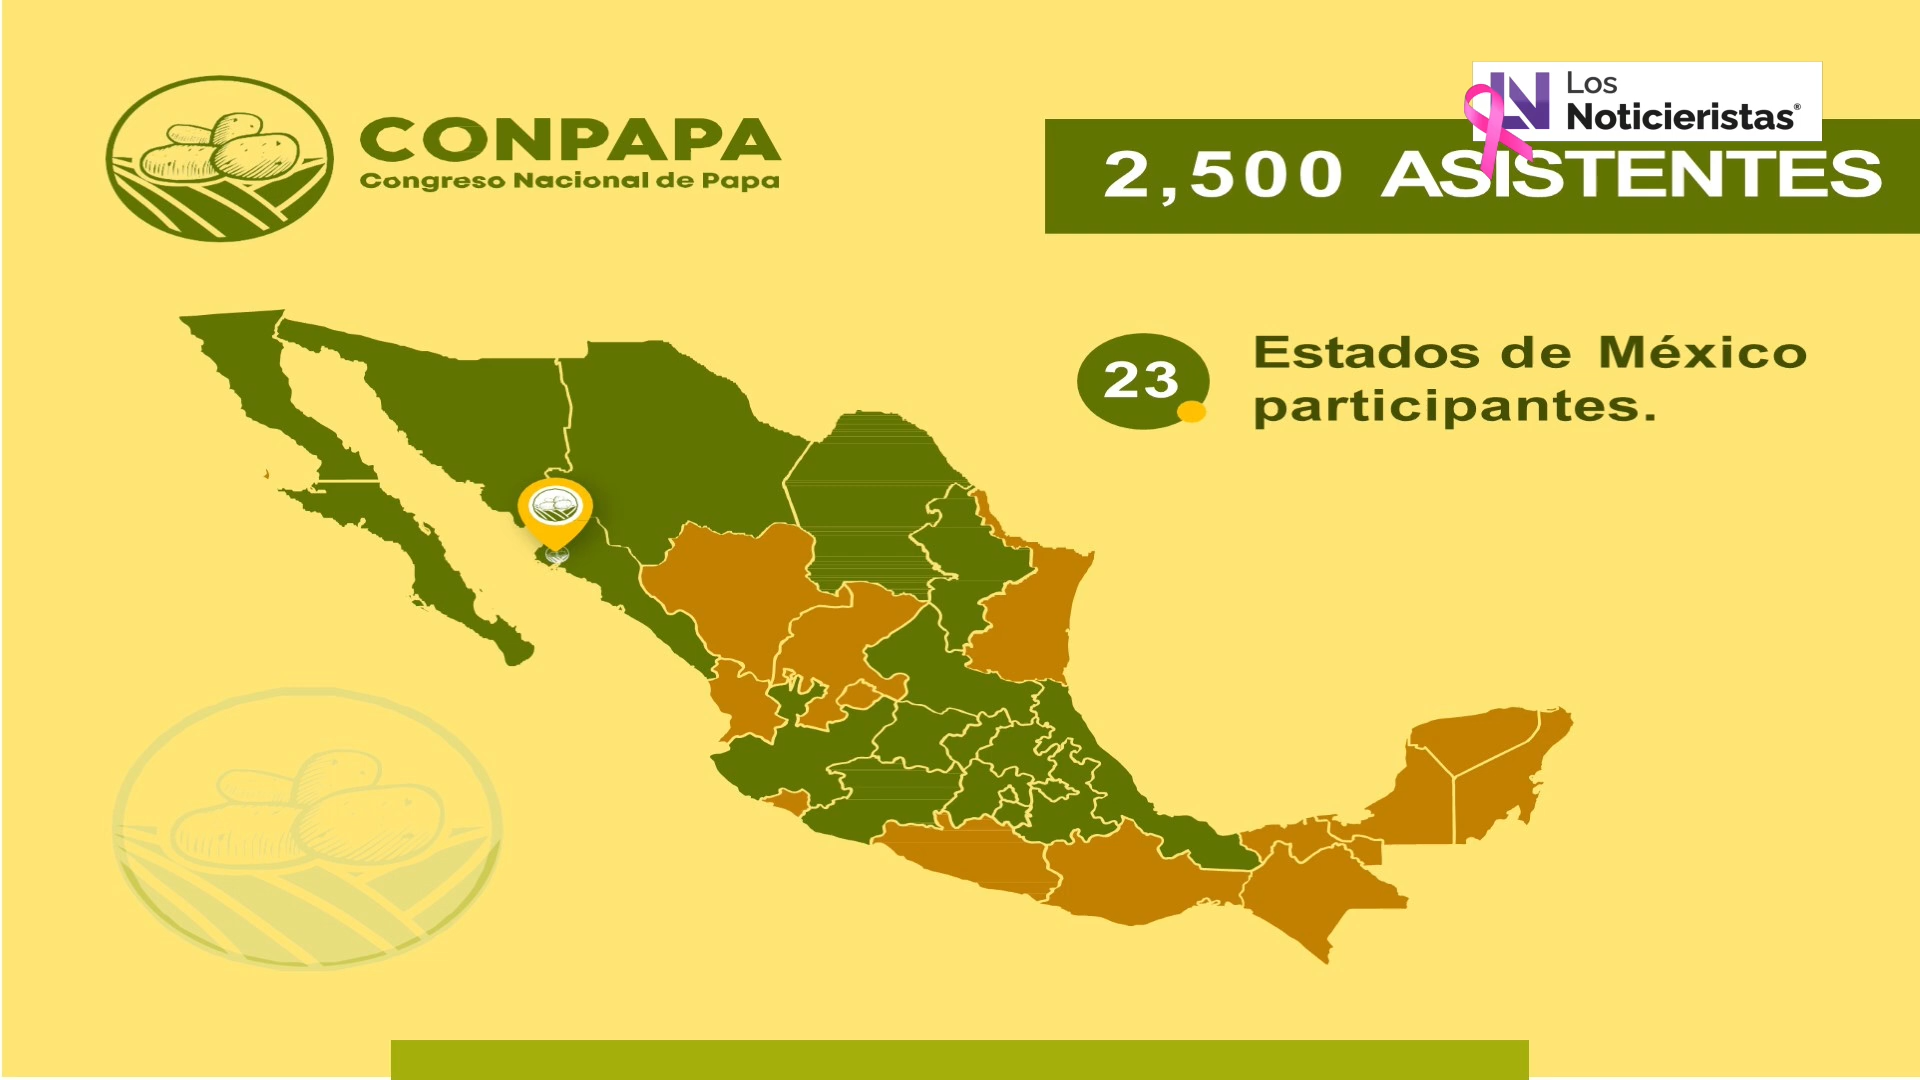 CONPAPA
Congreso Nacional de Papa
Los
Noticieristas®
2,500 ASISTENTES
23
Estados de México
participantes.